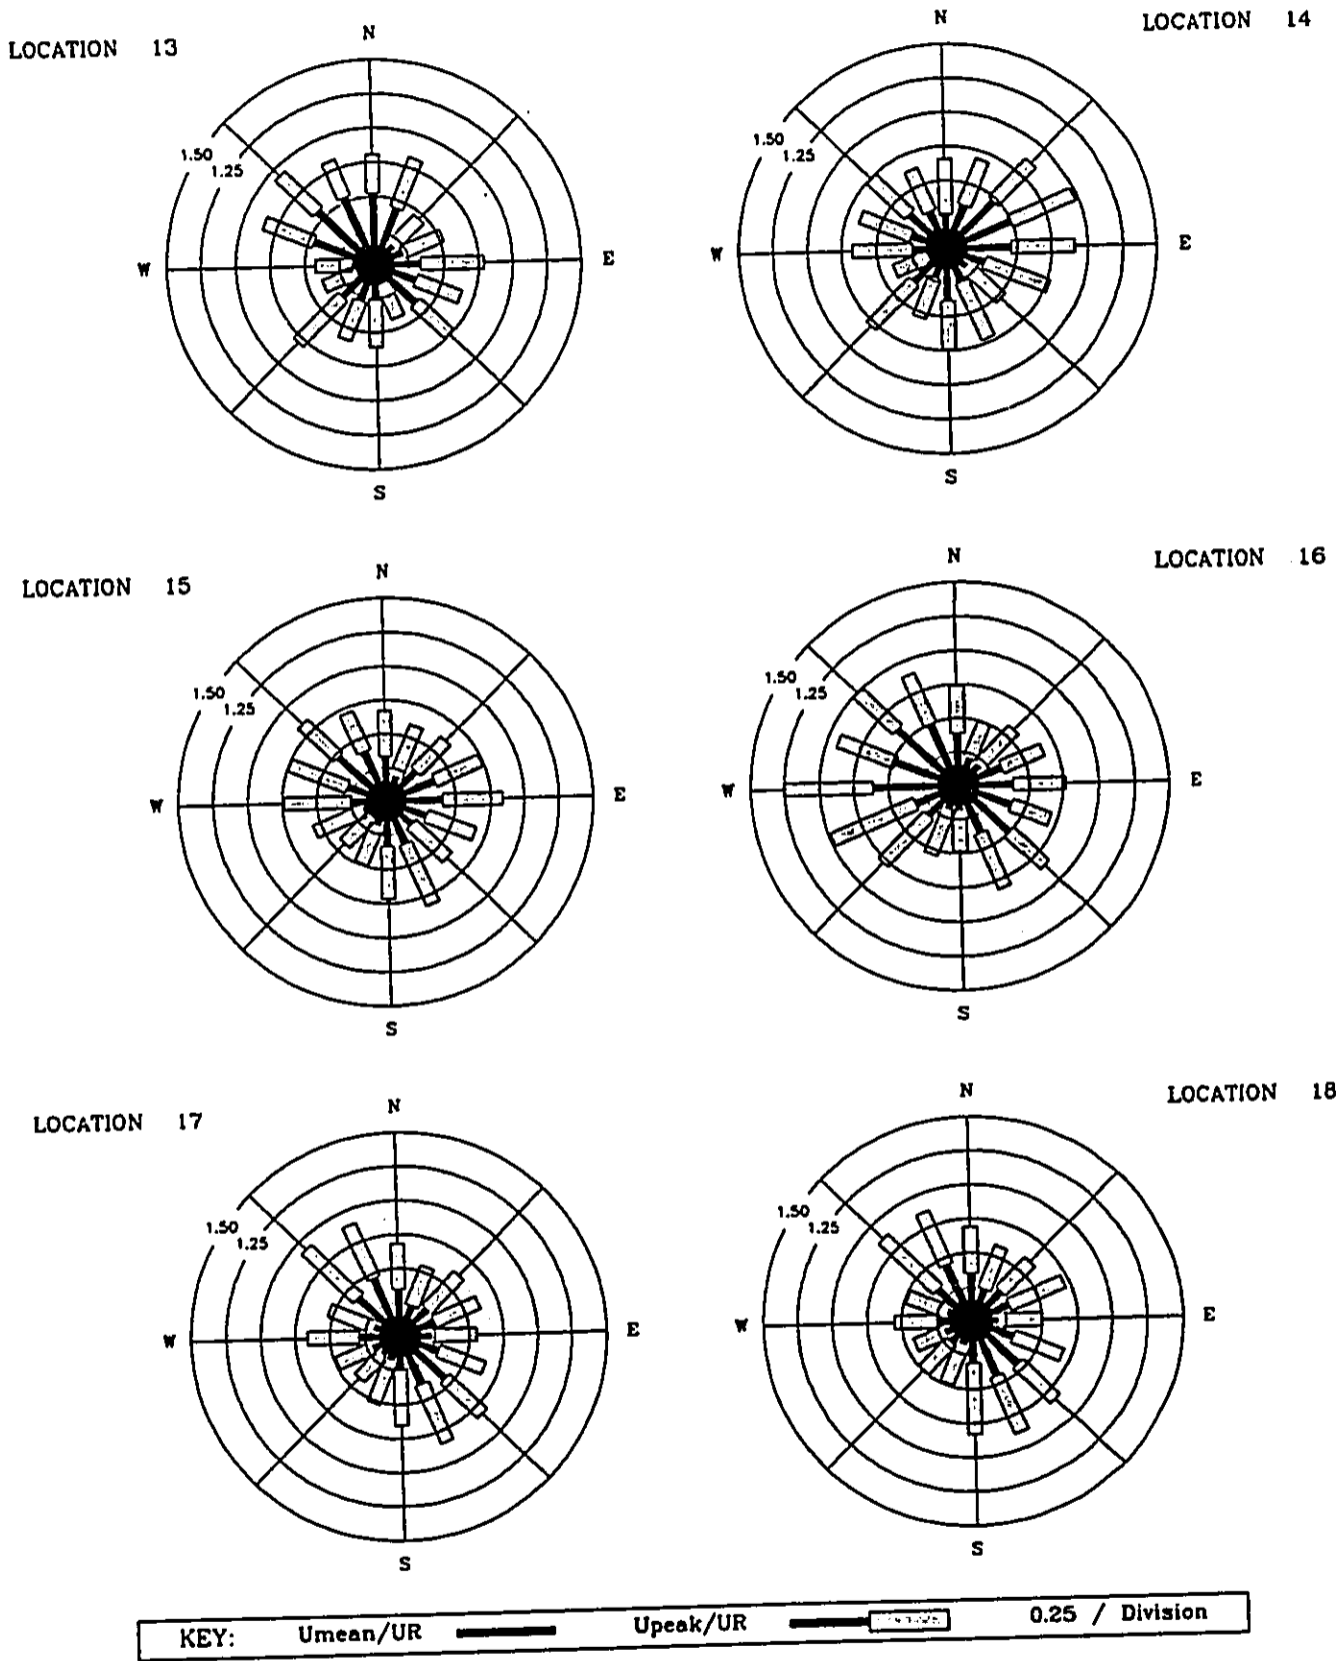 LOCATION 13
N
1.50
1.25
W
E
S
LOCATION 14
N
1.50
1.25
W
E
S
LOCATION 15
N
1.50
1.25
W
E
S
LOCATION 16
N
1.50
1.25
W
E
S
LOCATION 17
N
1.50
1.25
W
E
S
LOCATION 18
N
1.50
1.25
W
E
S
KEY: Umean/UR Upeak/UR 0.25 / Division